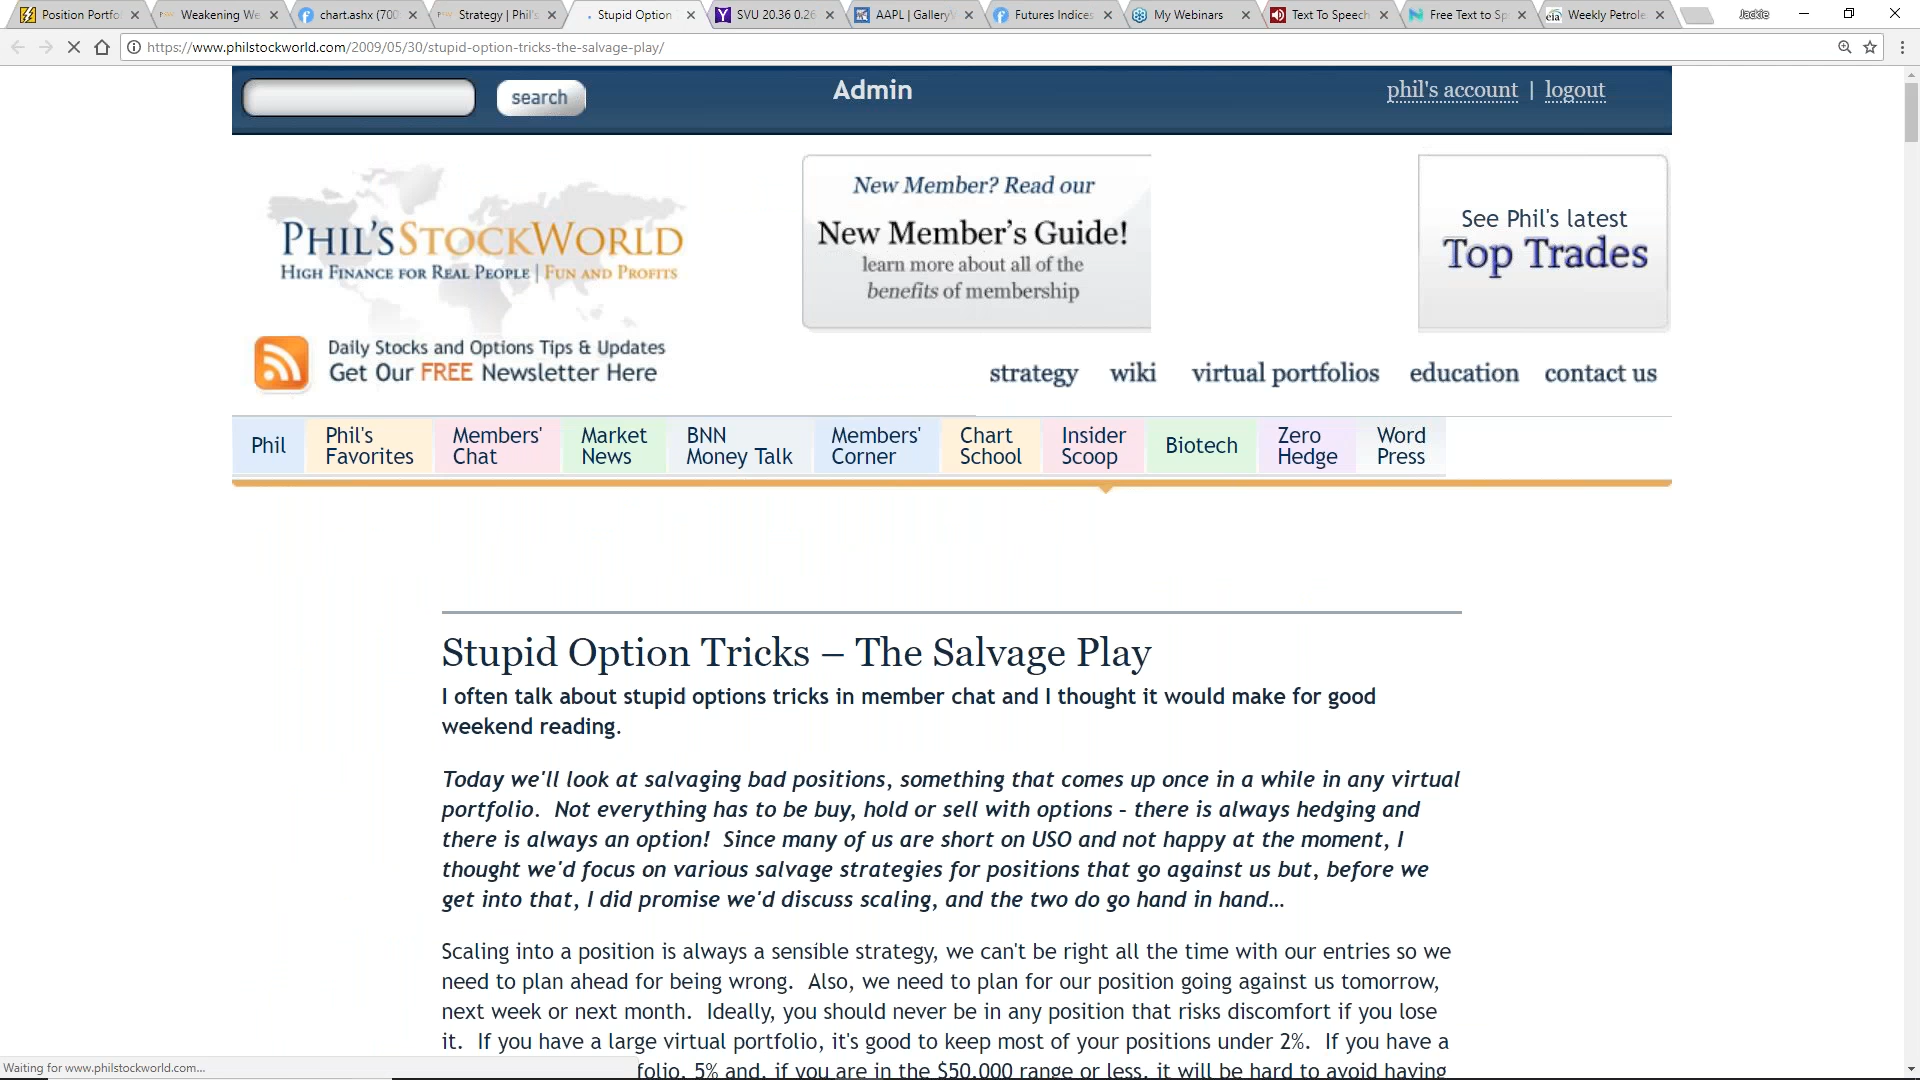 Position Portfo
Weakening We
chart.ashx (700
Strategy | Phil's
Stupid Option
SVU 20.36 0.26
AAPL | Gallery
Futures Indices
My Webinars
Text To Speech
Free Text to Sp
Weekly Petrole
Jackie
https://www.philstockworld.com/2009/05/30/stupid-option-tricks-the-salvage-play/
search
Admin
phil's account | logout
PHIL'S STOCKWORLD
HIGH FINANCE FOR REAL PEOPLE | FUN AND PROFITS
New Member? Read our
New Member's Guide!
learn more about all of the
benefits of membership
See Phil's latest
Top Trades
Daily Stocks and Options Tips & Updates
Get Our FREE Newsletter Here
strategy wiki virtual portfolios education contact us
Phil
Phil's
Favorites
Members'
Chat
Market
News
BNN
Money Talk
Members'
Corner
Chart
School
Insider
Scoop
Biotech
Zero
Hedge
Word
Press
Stupid Option Tricks – The Salvage Play
I often talk about stupid options tricks in member chat and I thought it would make for good
weekend reading.
Today we'll look at salvaging bad positions, something that comes up once in a while in any virtual
portfolio. Not everything has to be buy, hold or sell with options - there is always hedging and
there is always an option! Since many of us are short on USO and not happy at the moment, I
thought we'd focus on various salvage strategies for positions that go against us but, before we
get into that, I did promise we'd discuss scaling, and the two do go hand in hand...
Scaling into a position is always a sensible strategy, we can't be right all the time with our entries so we
need to plan ahead for being wrong. Also, we need to plan for our position going against us tomorrow,
next week or next month. Ideally, you should never be in any position that risks discomfort if you lose
it. If you have a large virtual portfolio, it's good to keep most of your positions under 2%. If you have a
folio, 5% and, if you are in the $50,000 range or less, it will be hard to avoid having
Waiting for www.philstockworld.com...